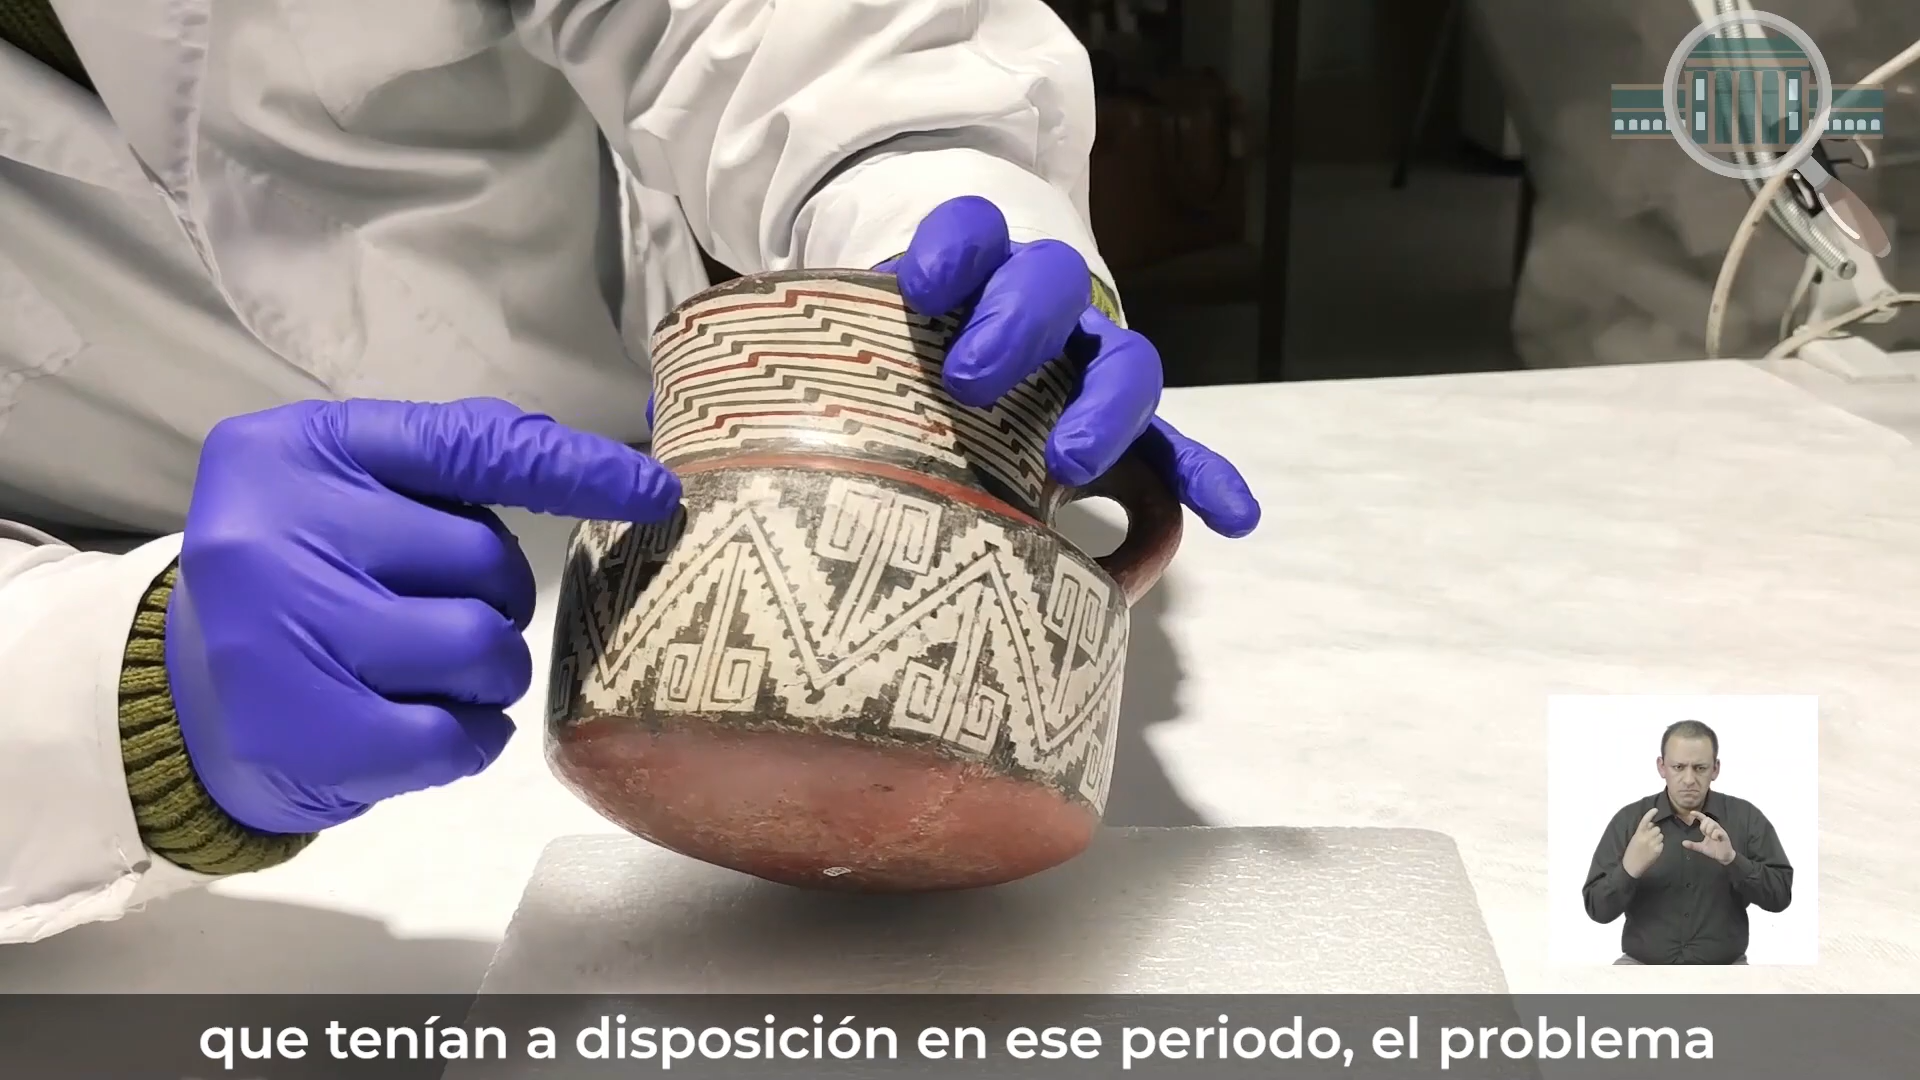 que tenían a disposición en ese periodo, el problema